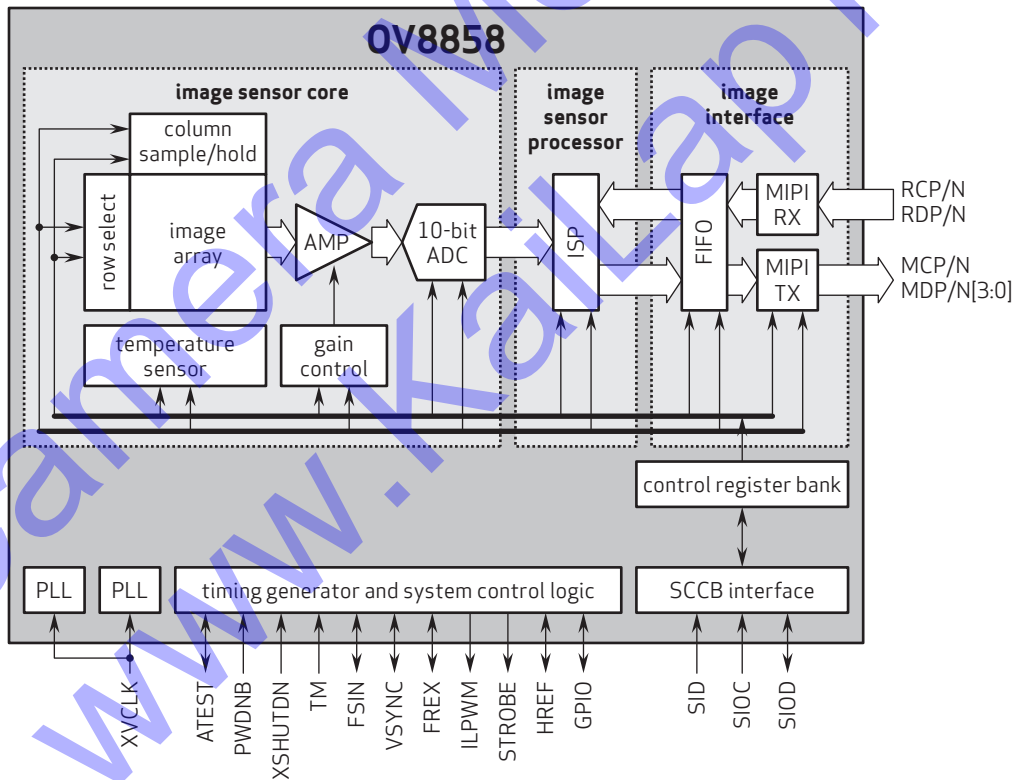 OV8858
image sensor core
image
sensor
processor
image
interface
column
sample/hold
row select
image
array
AMP
10-bit
ADC
ISP
FIFO
MIPI
RX
MIPI
TX
RCP/N
RDP/N
MCP/N
MDP/N[3:0]
temperature
sensor
gain
control
control register bank
PLL
PLL
timing generator and system control logic
SCCB interface
XVCLK
ATEST
PWDNB
XSHUTDN
TM
FSIN
VSYNC
FREX
ILPWM
STROBE
HREF
GPIO
SID
SIOC
SIOD
www.KaiLap